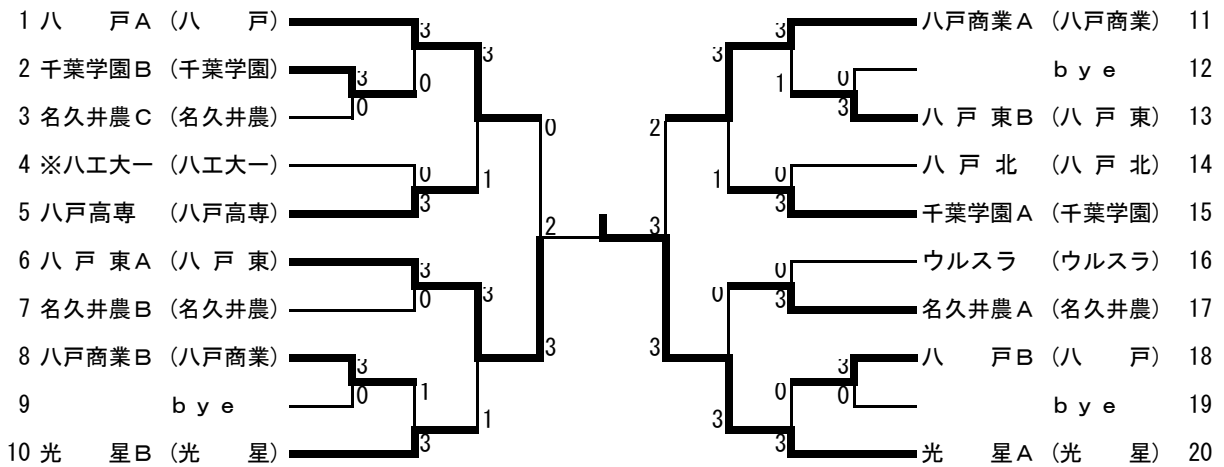 1 八　　戸Ａ （八　　戸）
3
3
八戸商業Ａ （八戸商業） 11
3
3
2 千葉学園Ｂ （千葉学園）
3
0
1
0
ｂｙｅ 12
0
3
3 名久井農Ｃ （名久井農）
八 戸 東Ｂ （八 戸 東） 13
0
2
4 ※八工大一 （八工大一）
0
1
1
0
八 戸 北 （八 戸 北） 14
3
3
5 八戸高専 （八戸高専）
千葉学園Ａ （千葉学園） 15
2
3
6 八 戸 東Ａ （八 戸 東）
3
0
ウルスラ （ウルスラ） 16
0
3
0
3
7 名久井農Ｂ （名久井農）
名久井農Ａ （名久井農） 17
3
3
8 八戸商業Ｂ （八戸商業）
3
3
八　　戸Ｂ （八　　戸） 18
0
1
0
0
9 ｂｙｅ
ｂｙｅ 19
1
3
3
3
10 光　　星Ｂ （光　　星）
光　　星Ａ （光　　星） 20